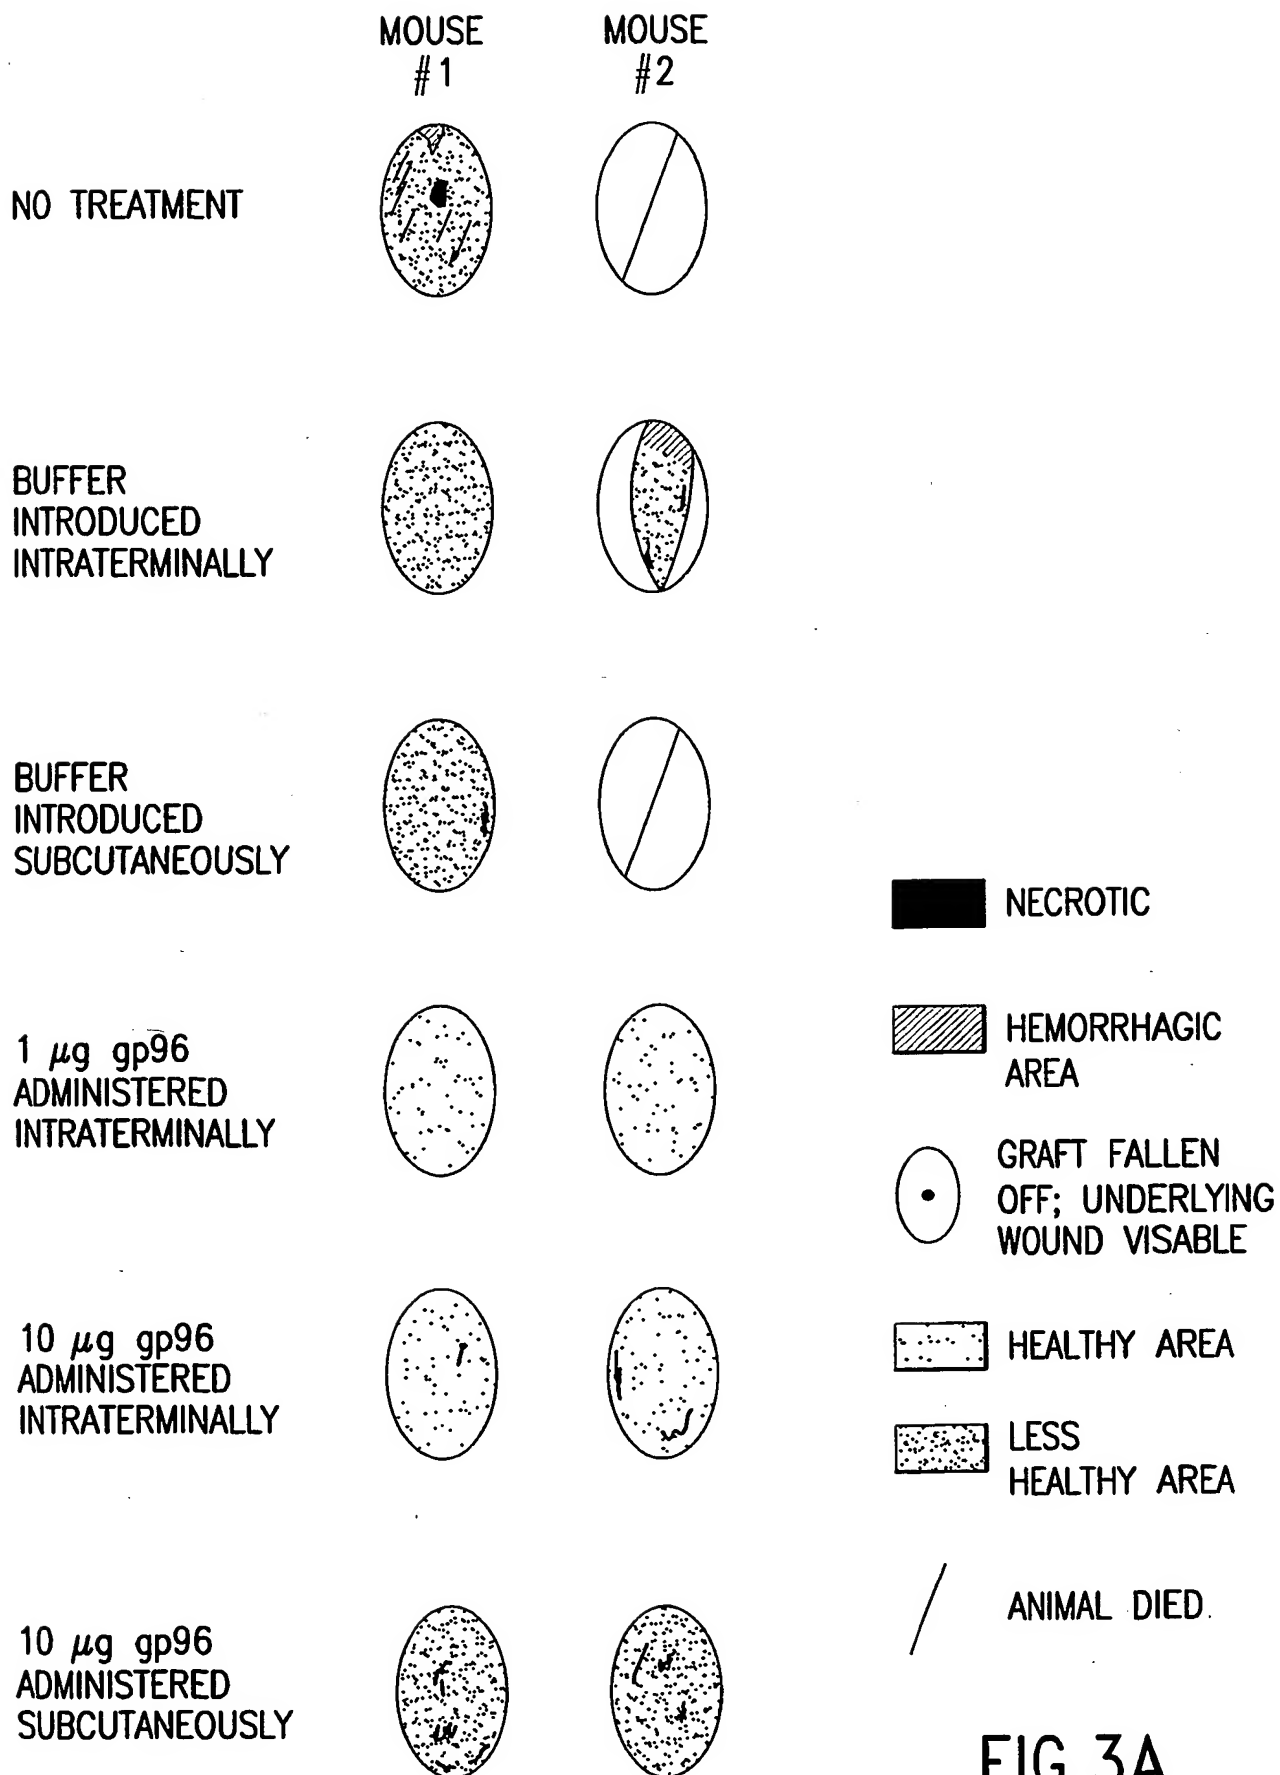 MOUSE
#1
MOUSE
#2
NO TREATMENT
BUFFER
INTRODUCED
INTRATERMINALLY
BUFFER
INTRODUCED
SUBCUTANEOUSLY
1 μg gp96
ADMINISTERED
INTRATERMINALLY
10 μg gp96
ADMINISTERED
INTRATERMINALLY
10 μg gp96
ADMINISTERED
SUBCUTANEOUSLY
NECROTIC
HEMORRHAGIC
AREA
GRAFT FALLEN
OFF; UNDERLYING
WOUND VISABLE
HEALTHY AREA
LESS
HEALTHY AREA
ANIMAL DIED.
FIG.3A